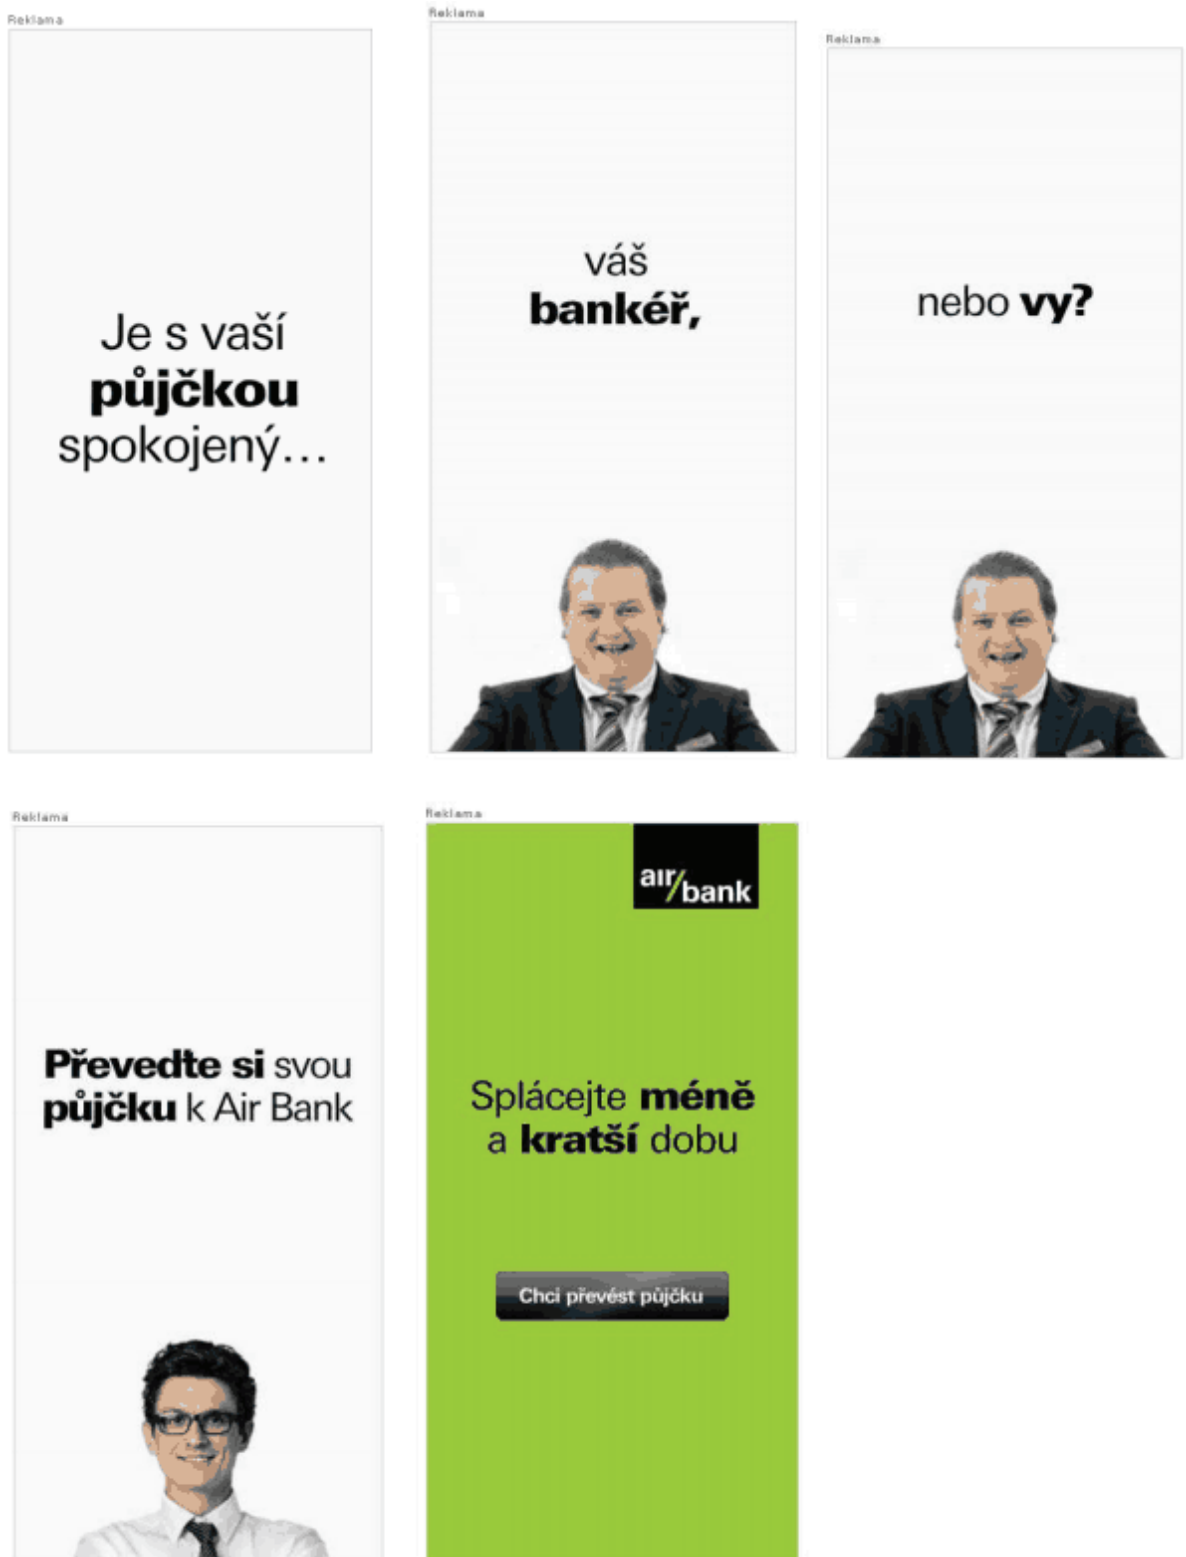 Reklama
Je s vaší
půjčkou
spokojený...
Reklama
váš
bankéř,
Reklama
nebo vy?
Reklama
Převeďte si svou
půjčku k Air Bank
Reklama
air/bank
Splácejte méně
a kratší dobu
Chci převést půjčku